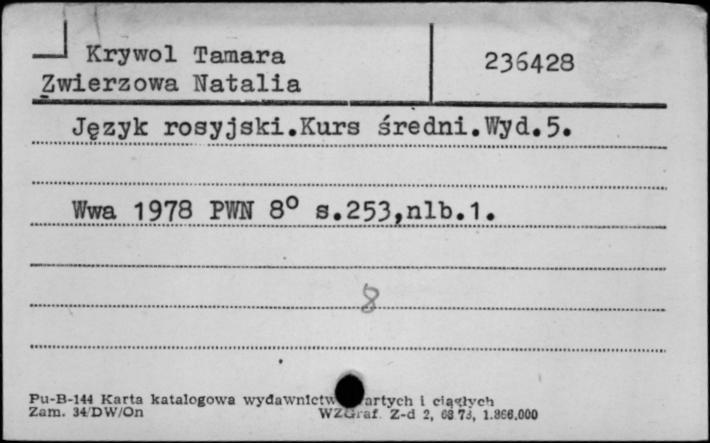 Krywol Tamara
236428
Zwierzowa Natalia
Język rosyjski.Kurs średni.Wyd.5.
Wwa 1978 PWN 8° s.253,nlb.1.
8
Pu-B-144 Karta katalogowa wydawnictw artych i ciągłych
Zam. 34/DW/On WZGraf. Z-d 2, 1.866.000